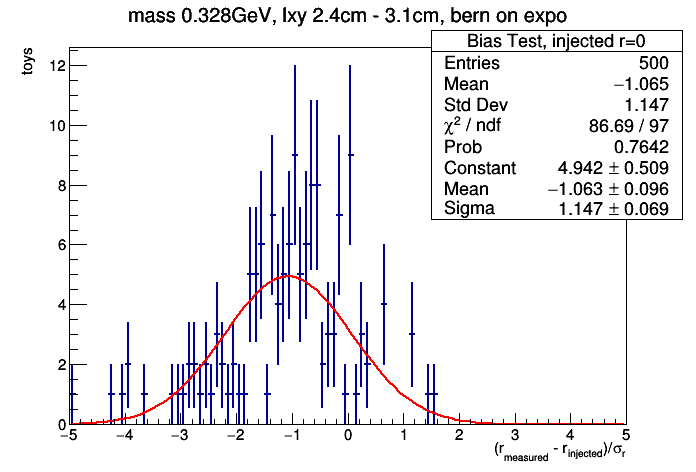 mass 0.328GeV, lxy 2.4cm - 3.1cm, bern on expo
Bias Test, injected r=0
Entries 500
Mean −1.065
Std Dev 1.147
χ² / ndf 86.69 / 97
Prob 0.7642
Constant 4.942 ± 0.509
Mean −1.063 ± 0.096
Sigma 1.147 ± 0.069
toys
12
10
8
6
4
2
0
−5 −4 −3 −2 −1 0 1 2 3 4 5
(r_measured - r_injected)/σ_r